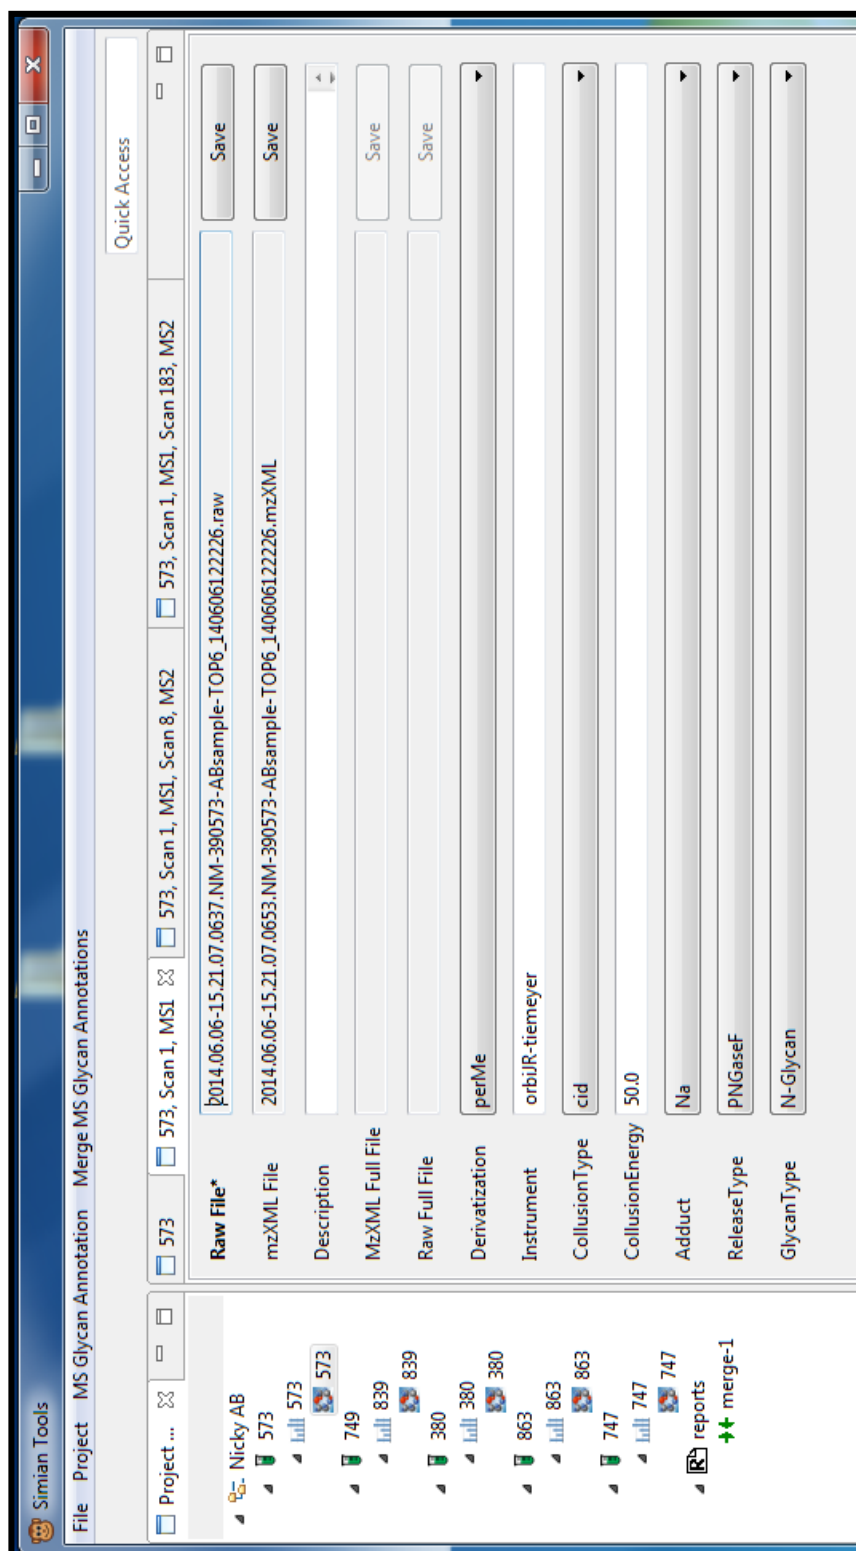 Simian Tools
File Project MS Glycan Annotation Merge MS Glycan Annotations
Quick Access
Project ...
Nicky AB
573
573
573
749
839
839
380
380
380
863
863
863
747
747
747
reports
merge-1
573
573, Scan 1, MS1
573, Scan 1, MS1, Scan 8, MS2
573, Scan 1, MS1, Scan 183, MS2
Raw File* 2014.06.06-15.21.07.0637.NM-390573-ABsample-TOP6_140606122226.raw Save
mzXML File 2014.06.06-15.21.07.0653.NM-390573-ABsample-TOP6_140606122226.mzXML Save
Description
MzXML Full File Save
Raw Full File Save
Derivatization perMe
Instrument orbiJR-tiemeyer
CollusionType cid
CollusionEnergy 50.0
Adduct Na
ReleaseType PNGaseF
GlycanType N-Glycan